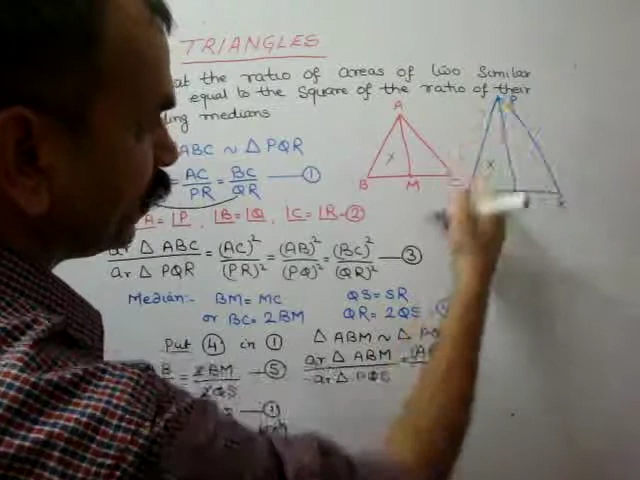 TRIANGLES
at the ratio of areas of two similar
equal to the square of the ratio of their
medians
A
P
B
M
C
X
X
ABC ~ △ PQR
= AC/PR = BC/QR — ①
= ∠P, ∠B = ∠Q, ∠C = ∠R - ②
ar △ ABC / ar △ PQR = (AC)²/(PR)² = (AB)²/(PQ)² = (BC)²/(QR)² — ③
Median:- BM = MC QS = SR
or BC = 2BM QR = 2QS
Put ④ in ① △ ABM ~ △
B = 2BM/2QS — ⑤ ar △ ABM / ar △ PQS =